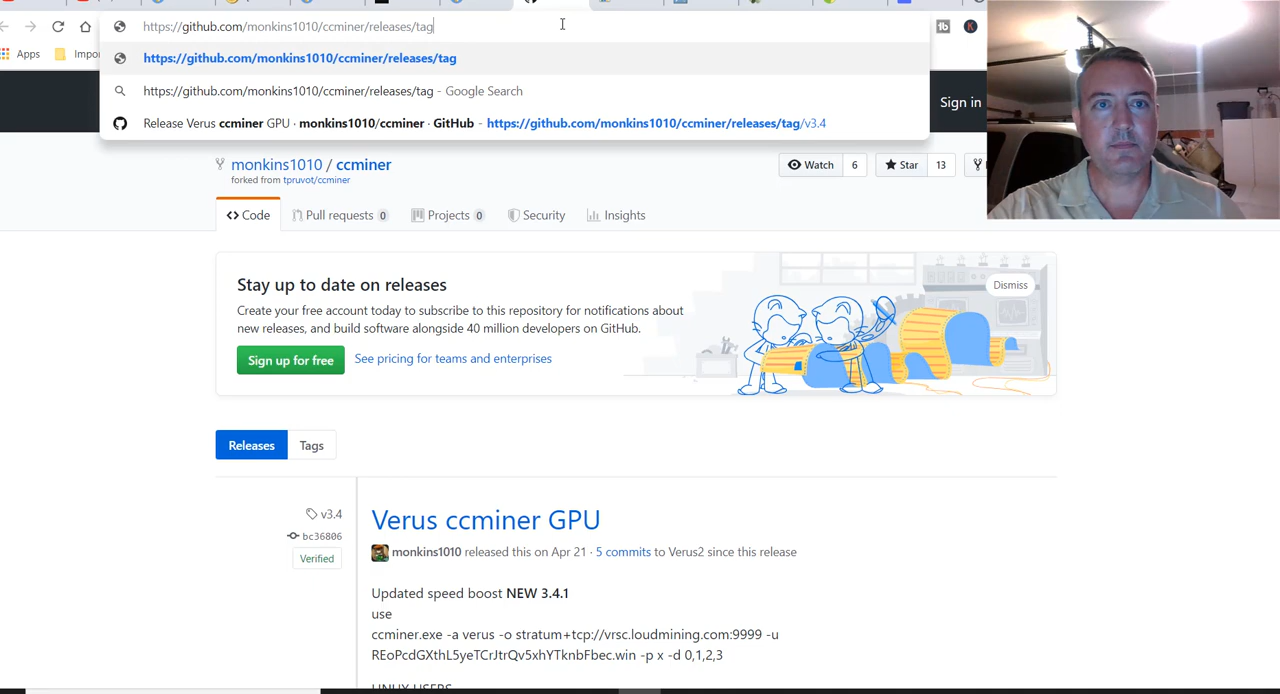 https://github.com/monkins1010/ccminer/releases/tag
Apps
https://github.com/monkins1010/ccminer/releases/tag
https://github.com/monkins1010/ccminer/releases/tag - Google Search
Release Verus ccminer GPU · monkins1010/ccminer · GitHub - https://github.com/monkins1010/ccminer/releases/tag/v3.4
K
Sign in
monkins1010 / ccminer
forked from tpruvot/ccminer
Watch 6 Star 13
Code Pull requests 0 Projects 0 Security Insights
Stay up to date on releases
Dismiss
Create your free account today to subscribe to this repository for notifications about
new releases, and build software alongside 40 million developers on GitHub.
Sign up for free See pricing for teams and enterprises
Releases Tags
v3.4
bc36806
Verified
Verus ccminer GPU
monkins1010 released this on Apr 21 · 5 commits to Verus2 since this release
Updated speed boost NEW 3.4.1
use
ccminer.exe -a verus -o stratum+tcp://vrsc.loudmining.com:9999 -u
REoPcdGXthL5yeTCrJtrQv5xhYTknbFbec.win -p x -d 0,1,2,3
LINUX USERS